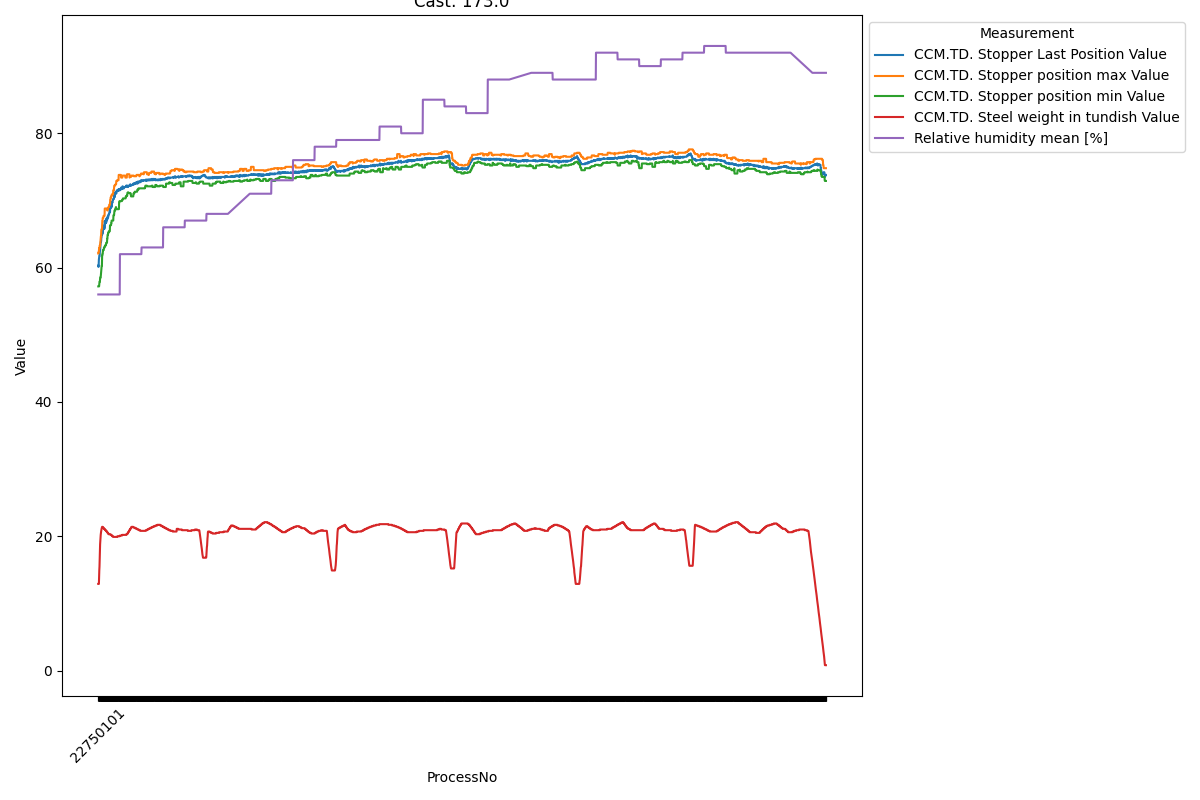 Cast: 173.0
Measurement
CCM.TD. Stopper Last Position Value
CCM.TD. Stopper position max Value
CCM.TD. Stopper position min Value
CCM.TD. Steel weight in tundish Value
Relative humidity mean [%]
80
60
40
20
0
Value
22750101
ProcessNo